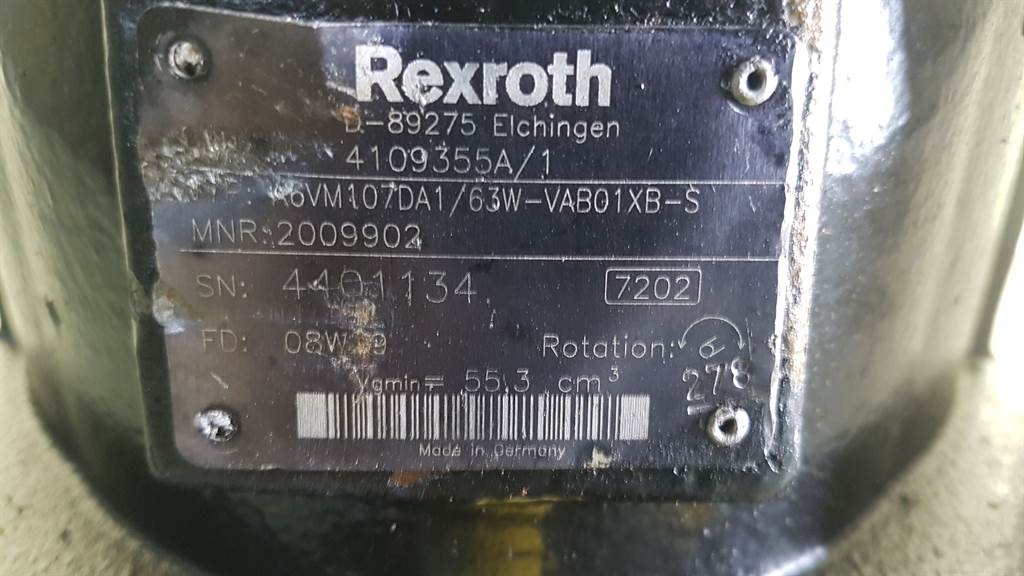 Rexroth
D-89275 Elchingen
4109355A/1
A6VM107DA1/63W-VAB01XB-S
MNR: 2009902
SN: 4401134 7202
FD: Rotation:
278
Vgmin= 55.3 cm³
Made in Germany